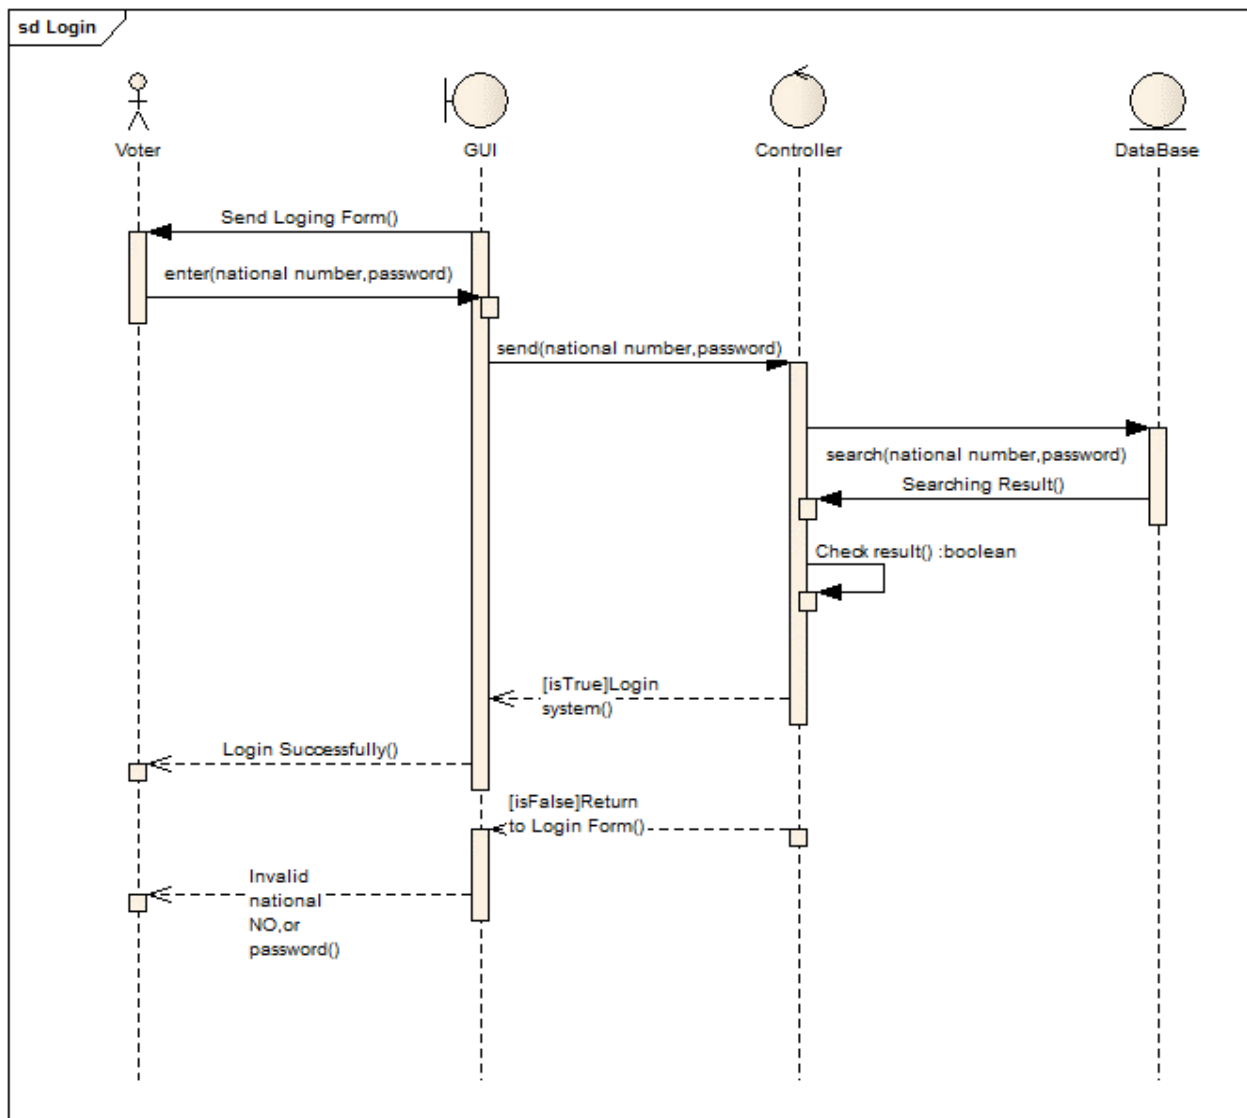 sd Login
Voter
GUI
Controller
DataBase
Send Loging Form()
enter(national number,password)
send(national number,password)
search(national number,password)
Searching Result()
Check result() :boolean
[isTrue]Login
system()
Login Successfully()
[isFalse]Return
to Login Form()
Invalid
national
NO,or
password()